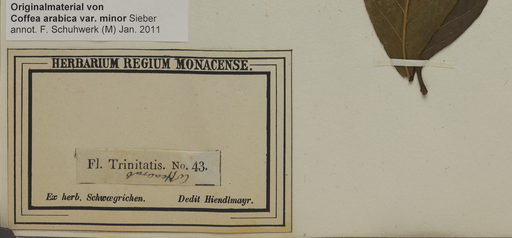 Originalmaterial von
Coffea arabica var. minor Sieber
annot. F. Schuhwerk (M) Jan. 2011
HERBARIUM REGIUM MONACENSE.
Fl. Trinitatis. No. 43.
Ex herb. Schwægrichen. Dedit Hiendlmayr.